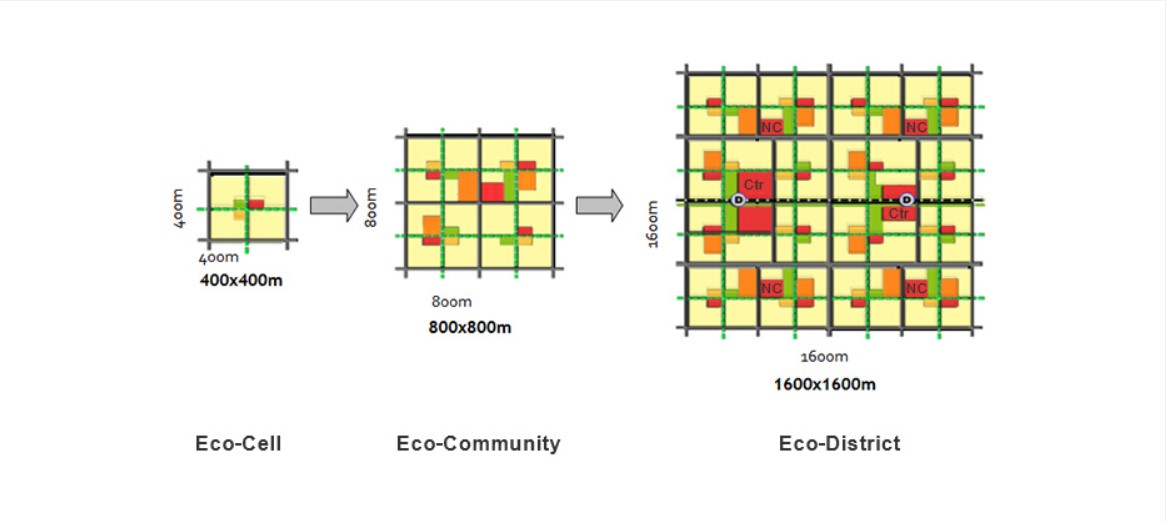 400m
400m
400x400m
Eco-Cell
800m
800m
800x800m
Eco-Community
NC
NC
Ctr
D
D
Ctr
NC
NC
1600m
1600m
1600x1600m
Eco-District